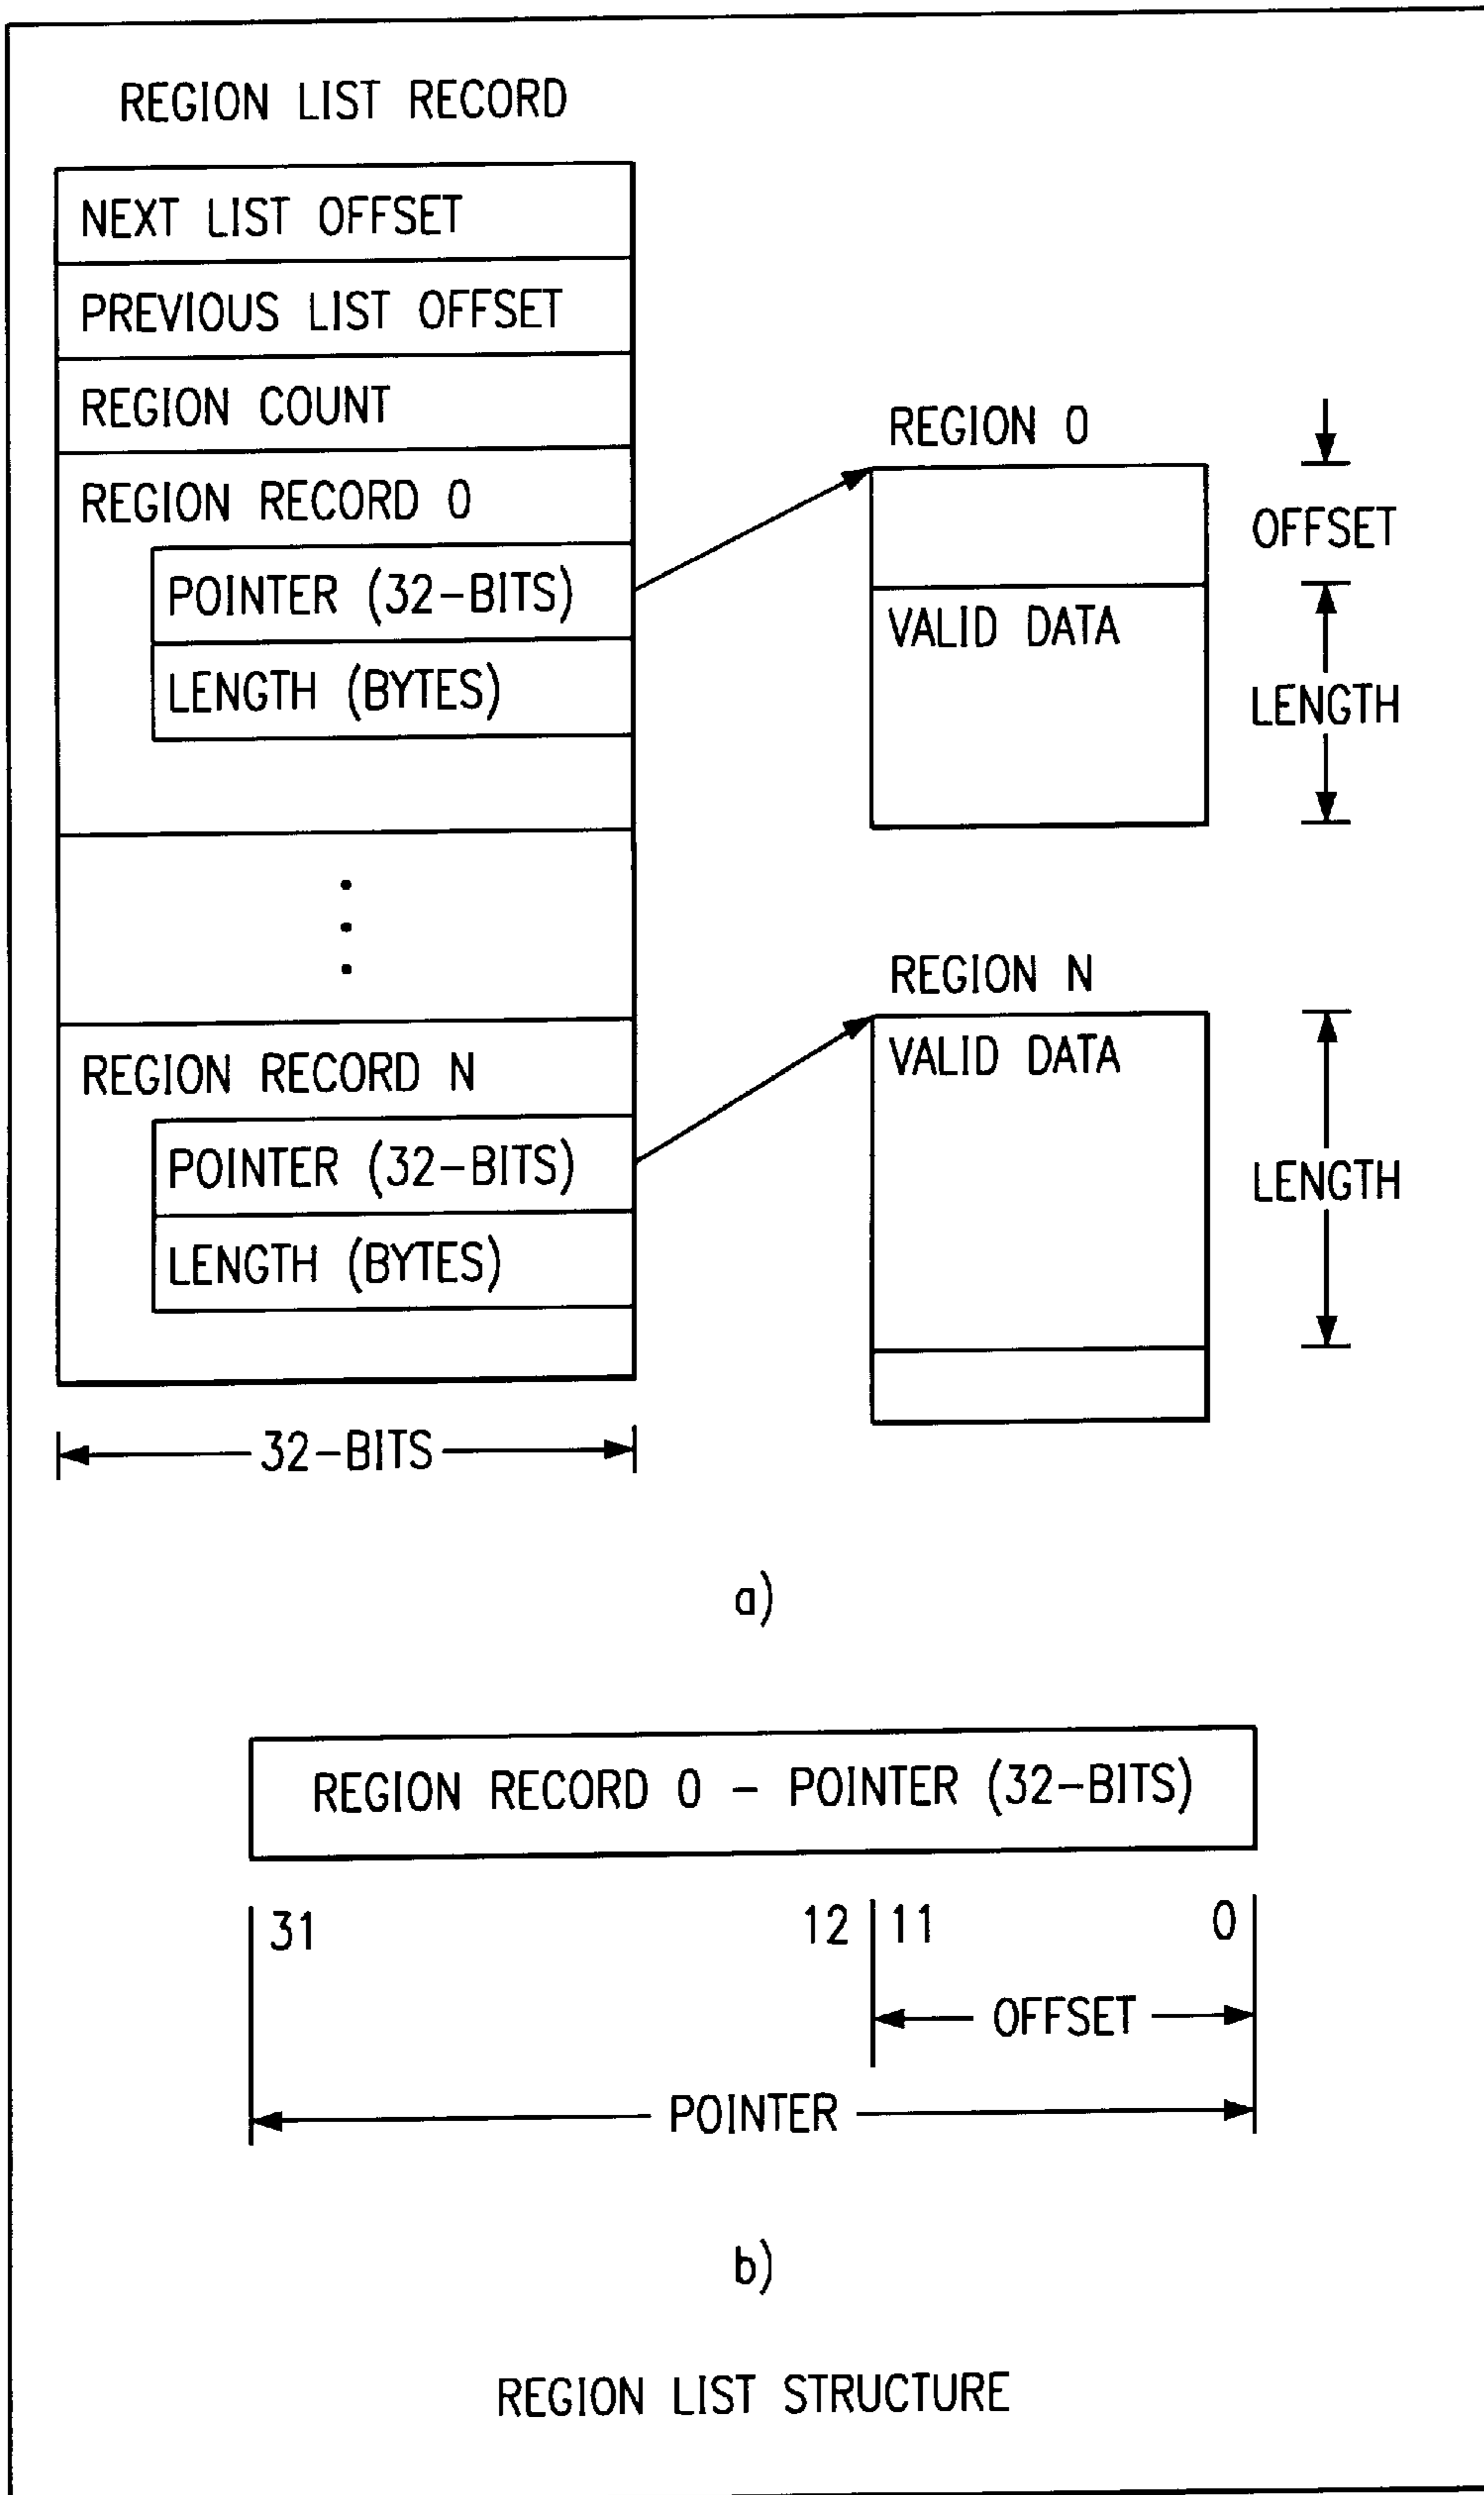 REGION LIST RECORD
NEXT LIST OFFSET
PREVIOUS LIST OFFSET
REGION COUNT
REGION RECORD 0
POINTER (32-BITS)
LENGTH (BYTES)
REGION 0
OFFSET
VALID DATA
LENGTH
REGION RECORD N
POINTER (32-BITS)
LENGTH (BYTES)
REGION N
VALID DATA
LENGTH
32-BITS
a)
REGION RECORD 0 - POINTER (32-BITS)
31 12 11 0
OFFSET
POINTER
b)
REGION LIST STRUCTURE